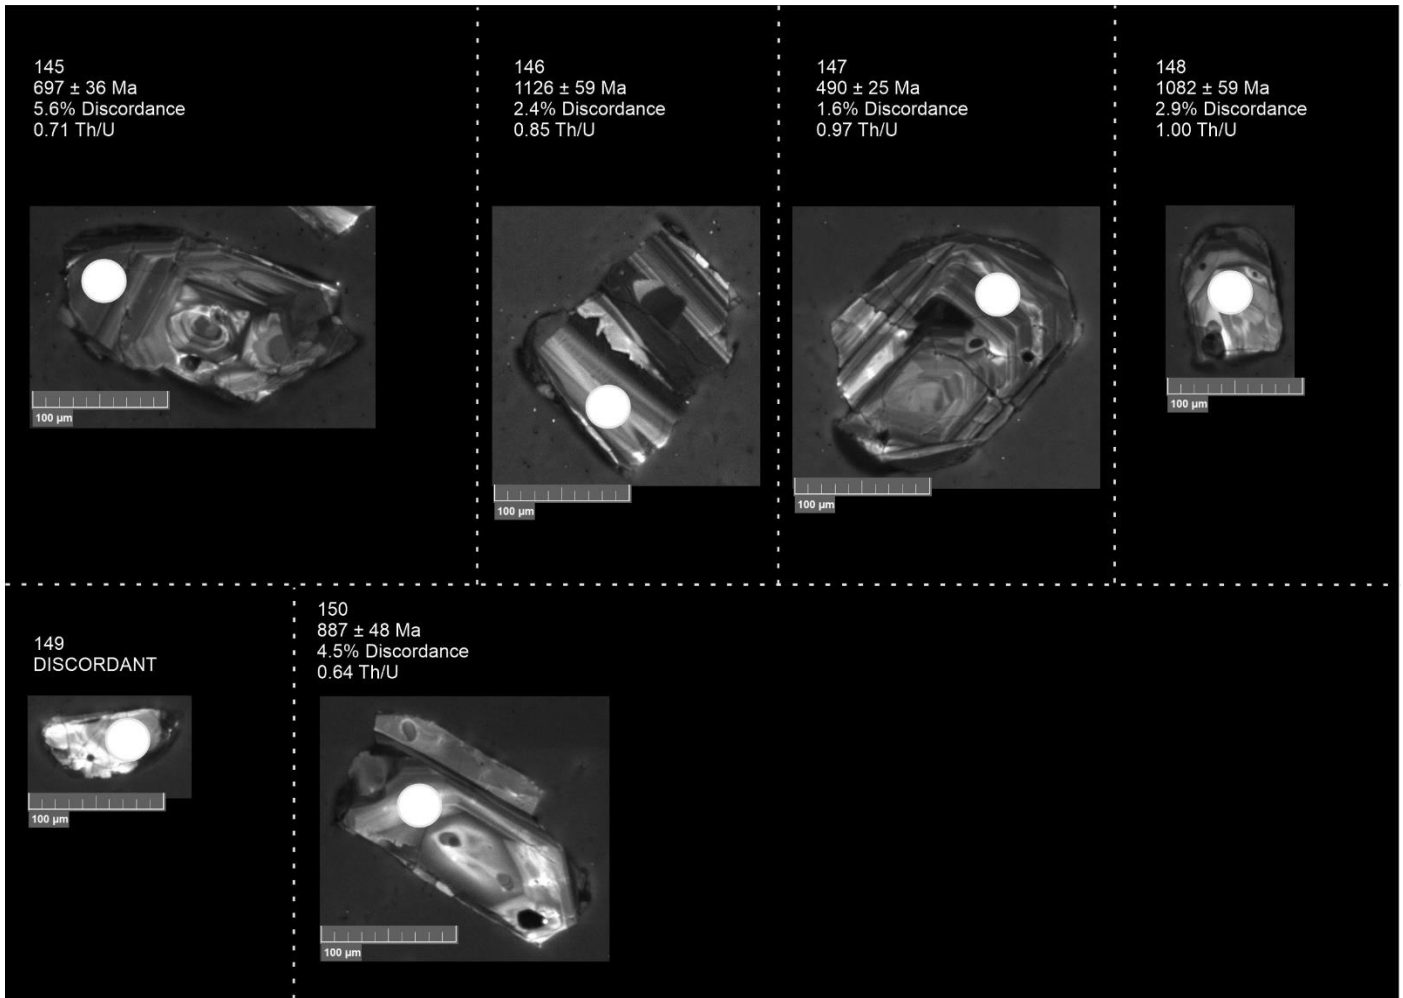 145
697 ± 36 Ma
5.6% Discordance
0.71 Th/U
100 µm
146
1126 ± 59 Ma
2.4% Discordance
0.85 Th/U
100 µm
147
490 ± 25 Ma
1.6% Discordance
0.97 Th/U
100 µm
148
1082 ± 59 Ma
2.9% Discordance
1.00 Th/U
100 µm
149
DISCORDANT
100 µm
150
887 ± 48 Ma
4.5% Discordance
0.64 Th/U
100 µm